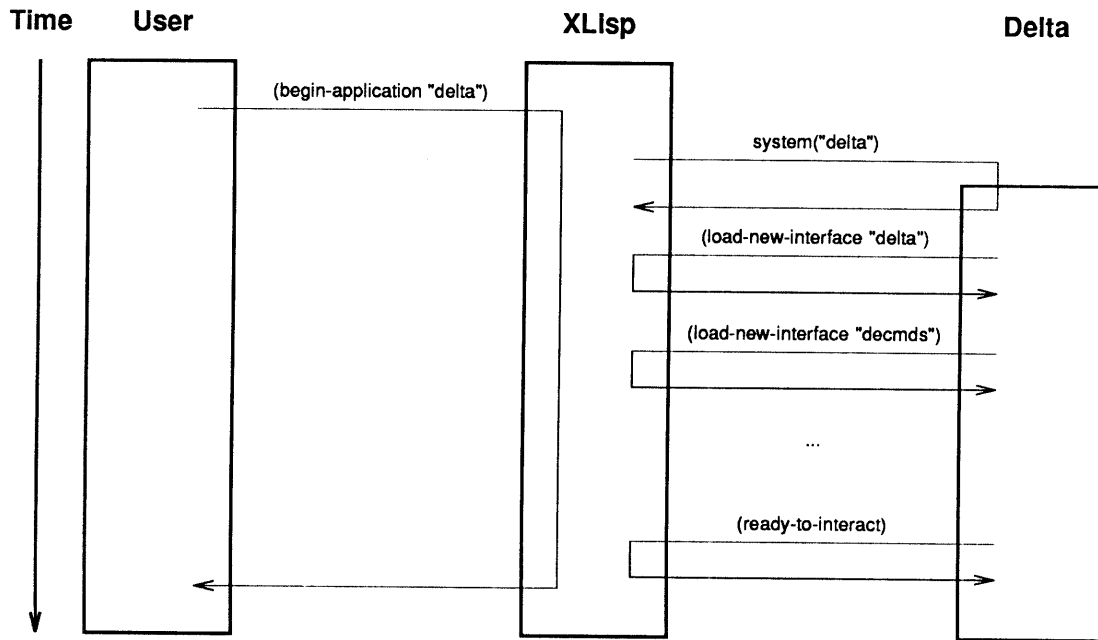 Time
User
XLisp
Delta
(begin-application "delta")
system("delta")
(load-new-interface "delta")
(load-new-interface "decmds")
...
(ready-to-interact)